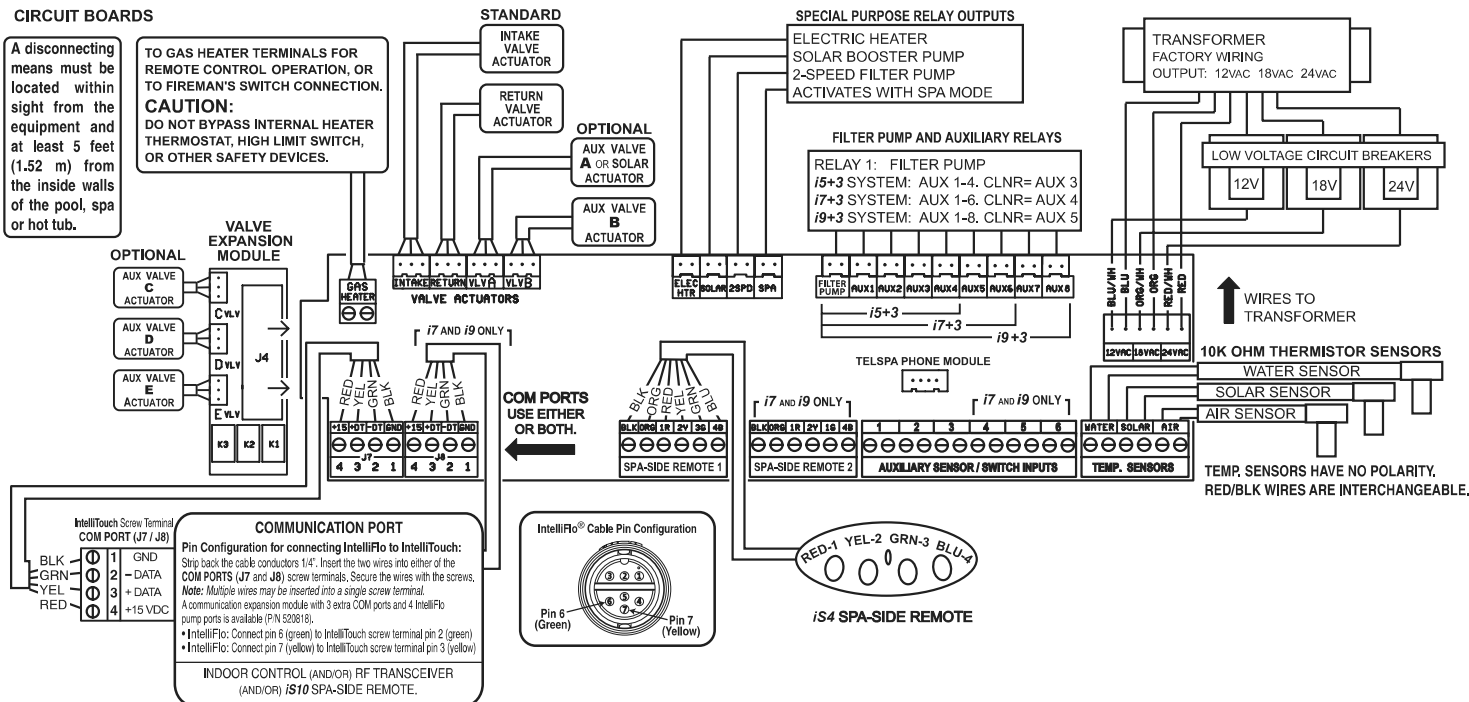 CIRCUIT BOARDS
A disconnecting
means must be
located within
sight from the
equipment and
at least 5 feet
(1.52 m) from
the inside walls
of the pool, spa
or hot tub.
TO GAS HEATER TERMINALS FOR
REMOTE CONTROL OPERATION, OR
TO FIREMAN'S SWITCH CONNECTION.
CAUTION:
DO NOT BYPASS INTERNAL HEATER
THERMOSTAT, HIGH LIMIT SWITCH,
OR OTHER SAFETY DEVICES.
STANDARD
INTAKE
VALVE
ACTUATOR
RETURN
VALVE
ACTUATOR
OPTIONAL
AUX VALVE
A OR SOLAR
ACTUATOR
AUX VALVE
B
ACTUATOR
SPECIAL PURPOSE RELAY OUTPUTS
ELECTRIC HEATER
SOLAR BOOSTER PUMP
2-SPEED FILTER PUMP
ACTIVATES WITH SPA MODE
FILTER PUMP AND AUXILIARY RELAYS
RELAY 1: FILTER PUMP
i5+3 SYSTEM: AUX 1-4. CLNR= AUX 3
i7+3 SYSTEM: AUX 1-6. CLNR= AUX 4
i9+3 SYSTEM: AUX 1-8. CLNR= AUX 5
TRANSFORMER
FACTORY WIRING
OUTPUT: 12VAC 18VAC 24VAC
LOW VOLTAGE CIRCUIT BREAKERS
12V 18V 24V
BLU/WH
BLU
ORG/WH
ORG
RED/WH
RED
WIRES TO
TRANSFORMER
12VAC 18VAC 24VAC
VALVE
EXPANSION
MODULE
OPTIONAL
AUX VALVE
C
ACTUATOR
AUX VALVE
D
ACTUATOR
AUX VALVE
E
ACTUATOR
C VLV
D VLV
E VLV
J4
K3 K2 K1
GAS
HEATER
INTAKE RETURN VLVA VLVB
VALVE ACTUATORS
ELEC
HTR SOLAR 2SPD SPA
FILTER
PUMP AUX1 AUX2 AUX3 AUX4 AUX5 AUX6 AUX7 AUX8
i5+3
i7+3
i9+3
i7 AND i9 ONLY
RED YEL GRN BLK
RED YEL GRN BLK
+15 +DT -DT GND
+15 +DT -DT GND
J7
J8
4 3 2 1
4 3 2 1
COM PORTS
USE EITHER
OR BOTH.
BLK ORG RED YEL GRN BLU
BLK ORG 1R 2Y 3G 4B
SPA-SIDE REMOTE 1
i7 AND i9 ONLY
BLK ORG 1R 2Y 1G 4B
SPA-SIDE REMOTE 2
TELSPA PHONE MODULE
i7 AND i9 ONLY
1 2 3 4 5 6
AUXILIARY SENSOR / SWITCH INPUTS
WATER SOLAR AIR
TEMP. SENSORS
10K OHM THERMISTOR SENSORS
WATER SENSOR
SOLAR SENSOR
AIR SENSOR
TEMP. SENSORS HAVE NO POLARITY.
RED/BLK WIRES ARE INTERCHANGEABLE.
IntelliTouch Screw Terminal
COM PORT (J7 / J8)
BLK 1 GND
GRN 2 – DATA
YEL 3 + DATA
RED 4 +15 VDC
COMMUNICATION PORT
Pin Configuration for connecting IntelliFlo to IntelliTouch:
Strip back the cable conductors 1/4". Insert the two wires into either of the
COM PORTS (J7 and J8) screw terminals. Secure the wires with the screws.
Note: Multiple wires may be inserted into a single screw terminal.
A communication expansion module with 3 extra COM ports and 4 IntelliFlo
pump ports is available (P/N 520818).
• IntelliFlo: Connect pin 6 (green) to IntelliTouch screw terminal pin 2 (green)
• IntelliFlo: Connect pin 7 (yellow) to IntelliTouch screw terminal pin 3 (yellow)
INDOOR CONTROL (AND/OR) RF TRANSCEIVER
(AND/OR) iS10 SPA-SIDE REMOTE.
IntelliFlo® Cable Pin Configuration
3 2 1
6 5 4
7
Pin 6
(Green)
Pin 7
(Yellow)
RED-1 YEL-2 GRN-3 BLU-4
iS4 SPA-SIDE REMOTE